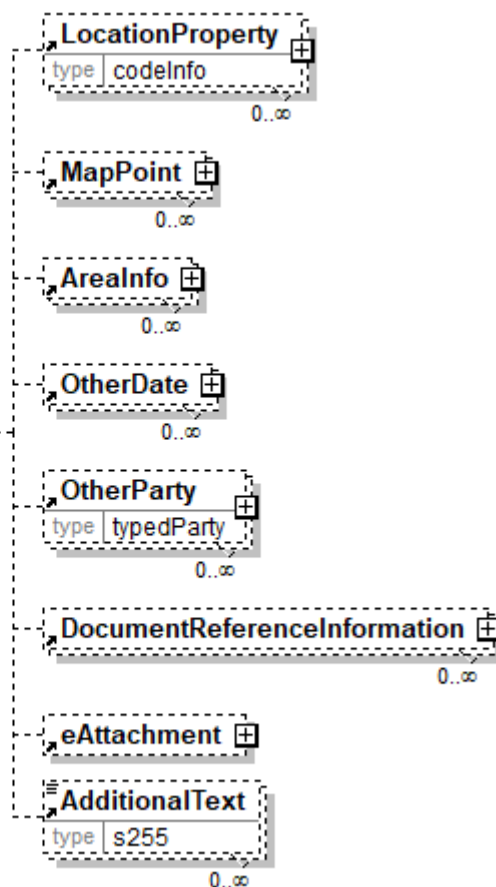 LocationProperty
type codeInfo
0..∞
MapPoint
0..∞
AreaInfo
0..∞
OtherDate
0..∞
OtherParty
type typedParty
0..∞
DocumentReferenceInformation
0..∞
eAttachment
AdditionalText
type s255
0..∞